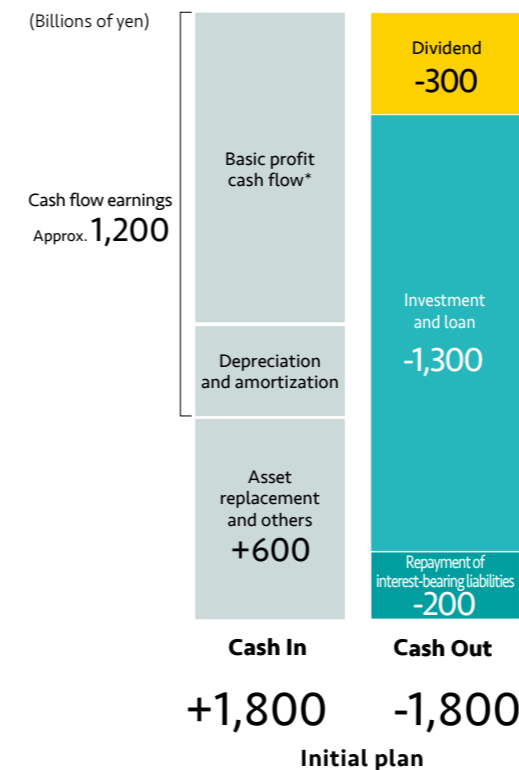 (Billions of yen)
Cash flow earnings
Approx. 1,200
Basic profit
cash flow*
Depreciation
and amortization
Asset
replacement
and others
+600
Dividend
-300
Investment
and loan
-1,300
Repayment of
interest-bearing liabilities
-200
Cash In
Cash Out
+1,800
-1,800
Initial plan